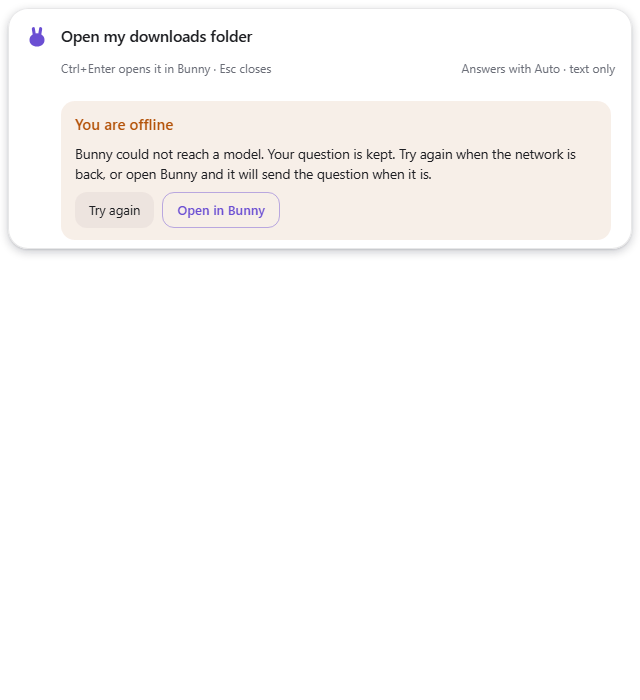 Open my downloads folder
Ctrl+Enter opens it in Bunny · Esc closes
Answers with Auto · text only
You are offline
Bunny could not reach a model. Your question is kept. Try again when the network is
back, or open Bunny and it will send the question when it is.
Try again
Open in Bunny